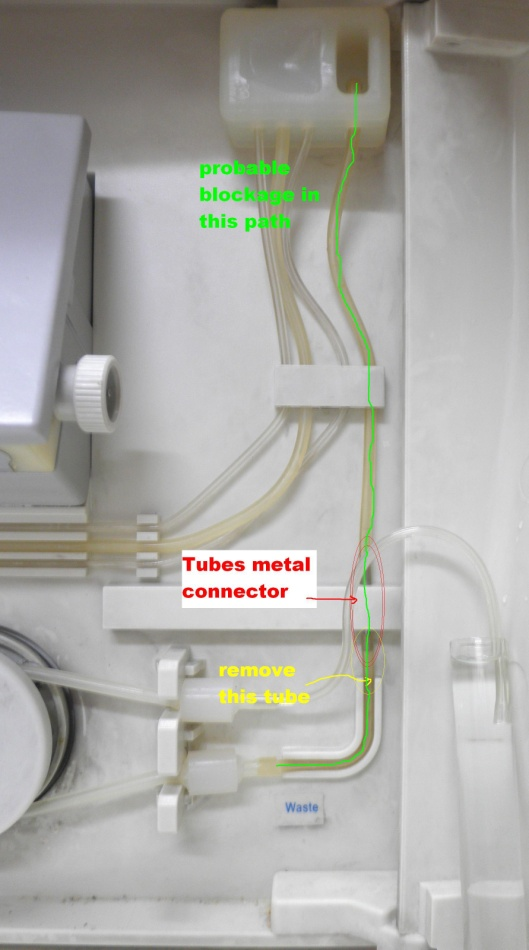 probable
blockage in
this path
Tubes metal
connector
remove
this tube
Waste